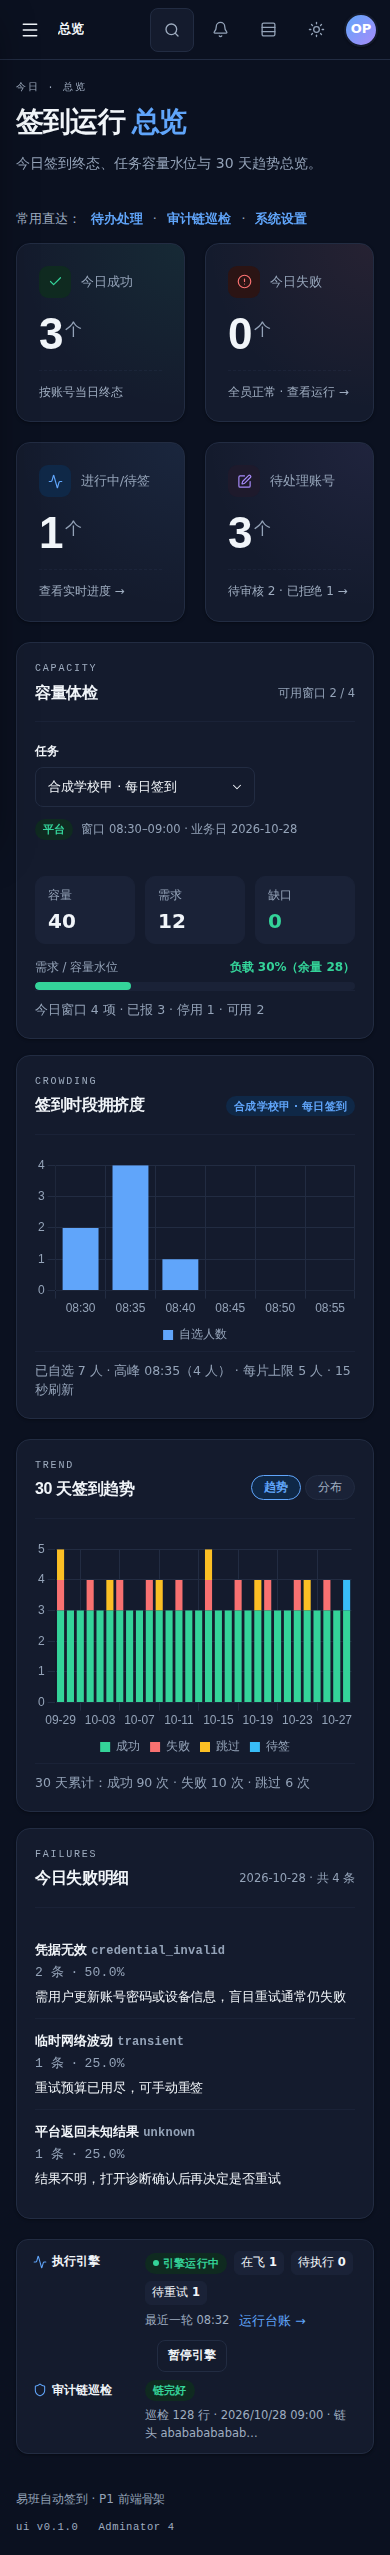 总览
OP
今日 · 总览
签到运行 总览
今日签到终态、任务容量水位与 30 天趋势总览。
常用直达： 待办处理 · 审计链巡检 · 系统设置
今日成功
3个
按账号当日终态
今日失败
0个
全员正常 · 查看运行 →
进行中/待签
1个
查看实时进度 →
待处理账号
3个
待审核 2 · 已拒绝 1 →
CAPACITY
容量体检
可用窗口 2 / 4
任务
合成学校甲 · 每日签到
平台 窗口 08:30–09:00 · 业务日 2026-10-28
容量
40
需求
12
缺口
0
需求 / 容量水位
负载 30%（余量 28）
今日窗口 4 项 · 已报 3 · 停用 1 · 可用 2
CROWDING
签到时段拥挤度
合成学校甲 · 每日签到
4
3
2
1
0
08:30 08:35 08:40 08:45 08:50 08:55
自选人数
已自选 7 人 · 高峰 08:35（4 人） · 每片上限 5 人 · 15
秒刷新
TREND
30 天签到趋势
趋势 分布
5
4
3
2
1
0
09-29 10-03 10-07 10-11 10-15 10-19 10-23 10-27
成功 失败 跳过 待签
30 天累计：成功 90 次 · 失败 10 次 · 跳过 6 次
FAILURES
今日失败明细
2026-10-28 · 共 4 条
凭据无效 credential_invalid
2 条 · 50.0%
需用户更新账号密码或设备信息，盲目重试通常仍失败
临时网络波动 transient
1 条 · 25.0%
重试预算已用尽，可手动重签
平台返回未知结果 unknown
1 条 · 25.0%
结果不明，打开诊断确认后再决定是否重试
执行引擎
引擎运行中 在飞 1 待执行 0
待重试 1
最近一轮 08:32 运行台账 →
暂停引擎
审计链巡检
链完好
巡检 128 行 · 2026/10/28 09:00 · 链
头 ababababab…
易班自动签到 · P1 前端骨架
ui v0.1.0 Adminator 4